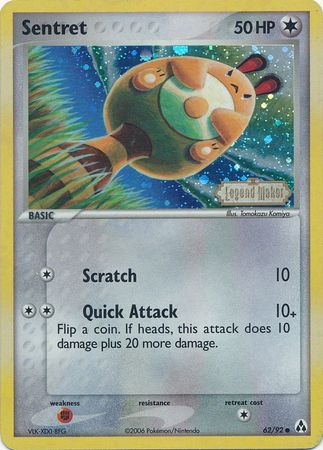 Sentret 50 HP
Legend Maker
BASIC Illus. Tomokazu Komiya
Scratch 10
Quick Attack 10+
Flip a coin. If heads, this attack does 10
damage plus 20 more damage.
weakness resistance retreat cost
VLK-XD0-8FG ©2006 Pokémon/Nintendo 62/92